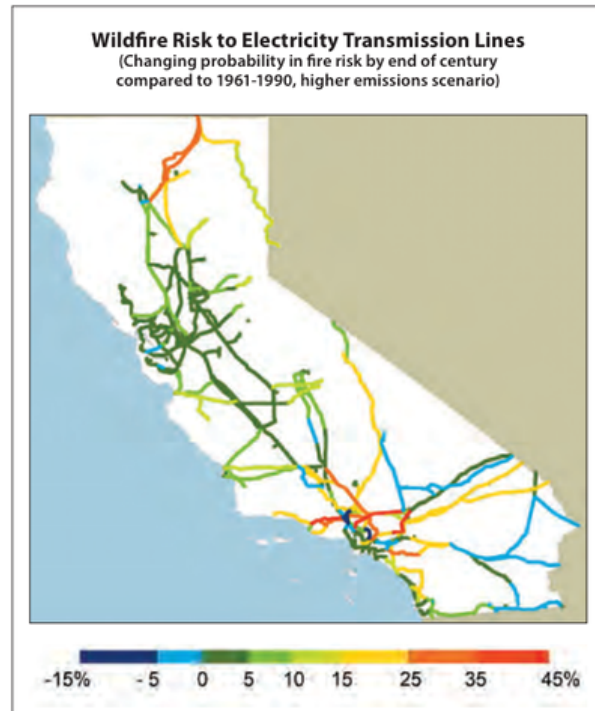 Wildfire Risk to Electricity Transmission Lines
(Changing probability in fire risk by end of century
compared to 1961-1990, higher emissions scenario)
-15% - 5 0 5 10 15 25 35 45%